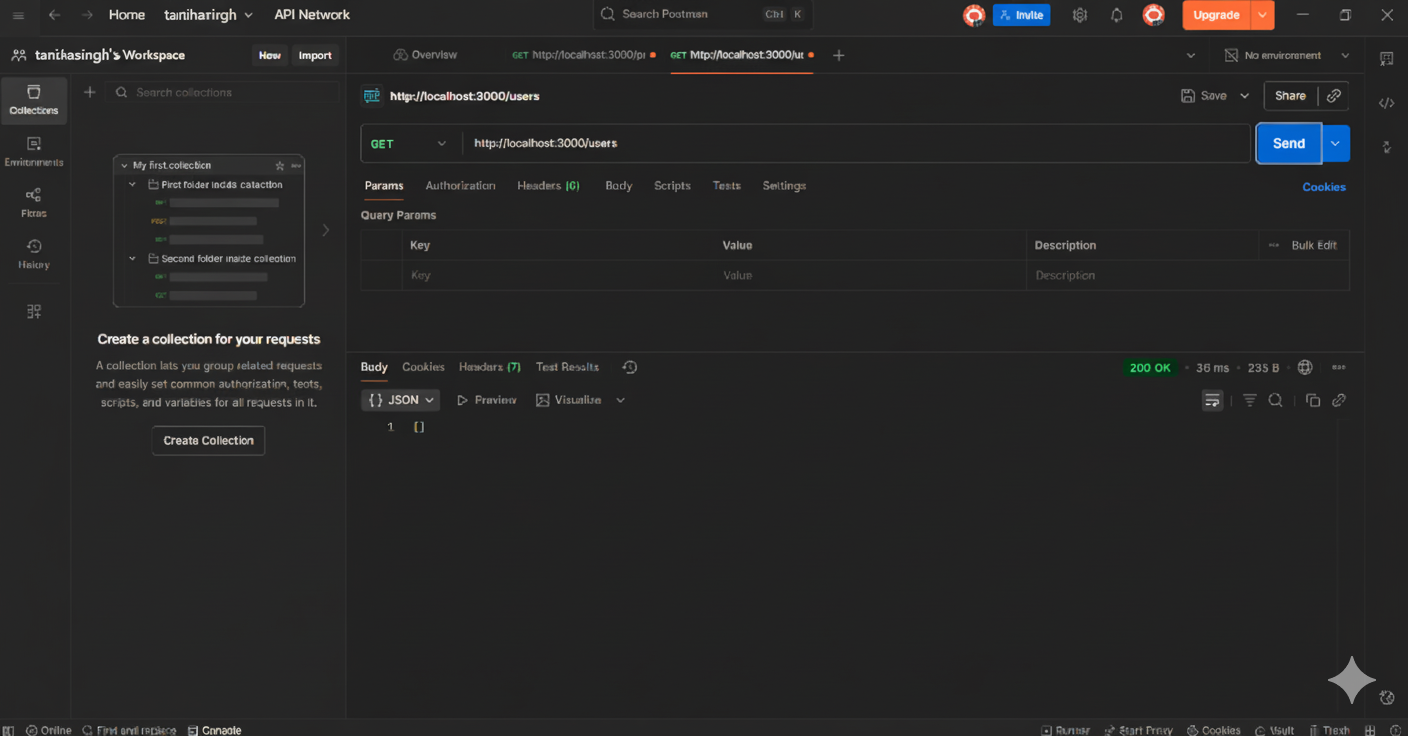 Home taniharirgh API Network Search Postman Ctrl K Invite Upgrade
tanikasingh's Workspace New Import Overview GET http://localhost:3000/pr GET http://localhost:3000/us No environment
Collections
Search collections
http://localhost:3000/users Save Share
Environments
GET http://localhost:3000/users Send
My first collection
Params Authorization Headers (6) Body Scripts Tests Settings Cookies
First folder
Flows
Query Params
Key Value Description Bulk Edit
History
Second folder inside collection
Key Value Description
Create a collection for your requests
A collection lets you group related requests
and easily set common authorization, tests,
scripts, and variables for all requests in it.
Create Collection
Body Cookies Headers (7) Test Results 200 OK • 36 ms • 235 B
{} JSON Preview Visualize
1 []
Online Find and replace Console Runner Start Proxy Cookies Vault Trash